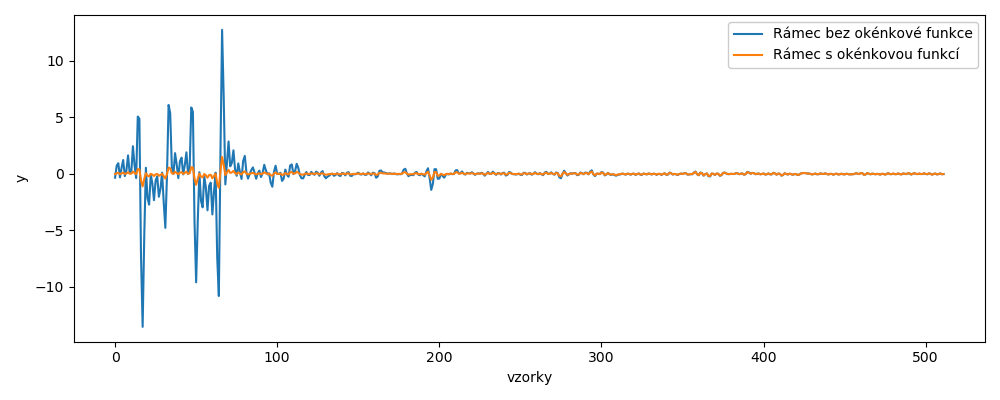 Rámec bez okénkové funkce
Rámec s okénkovou funkcí
10
5
0
−5
−10
y
0 100 200 300 400 500
vzorky